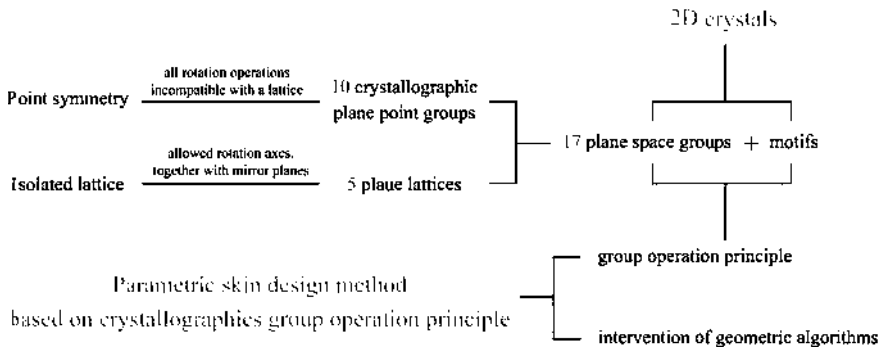 2D crystals
all rotation operations
incompatible with a lattice
Point symmetry
10 crystallographic
plane point groups
17 plane space groups + motifs
allowed rotation axes,
together with mirror planes
Isolated lattice
5 plaue lattices
group operation principle
Parametric skin design method
based on crystallographics group operation principle
intervention of geometric algorithms